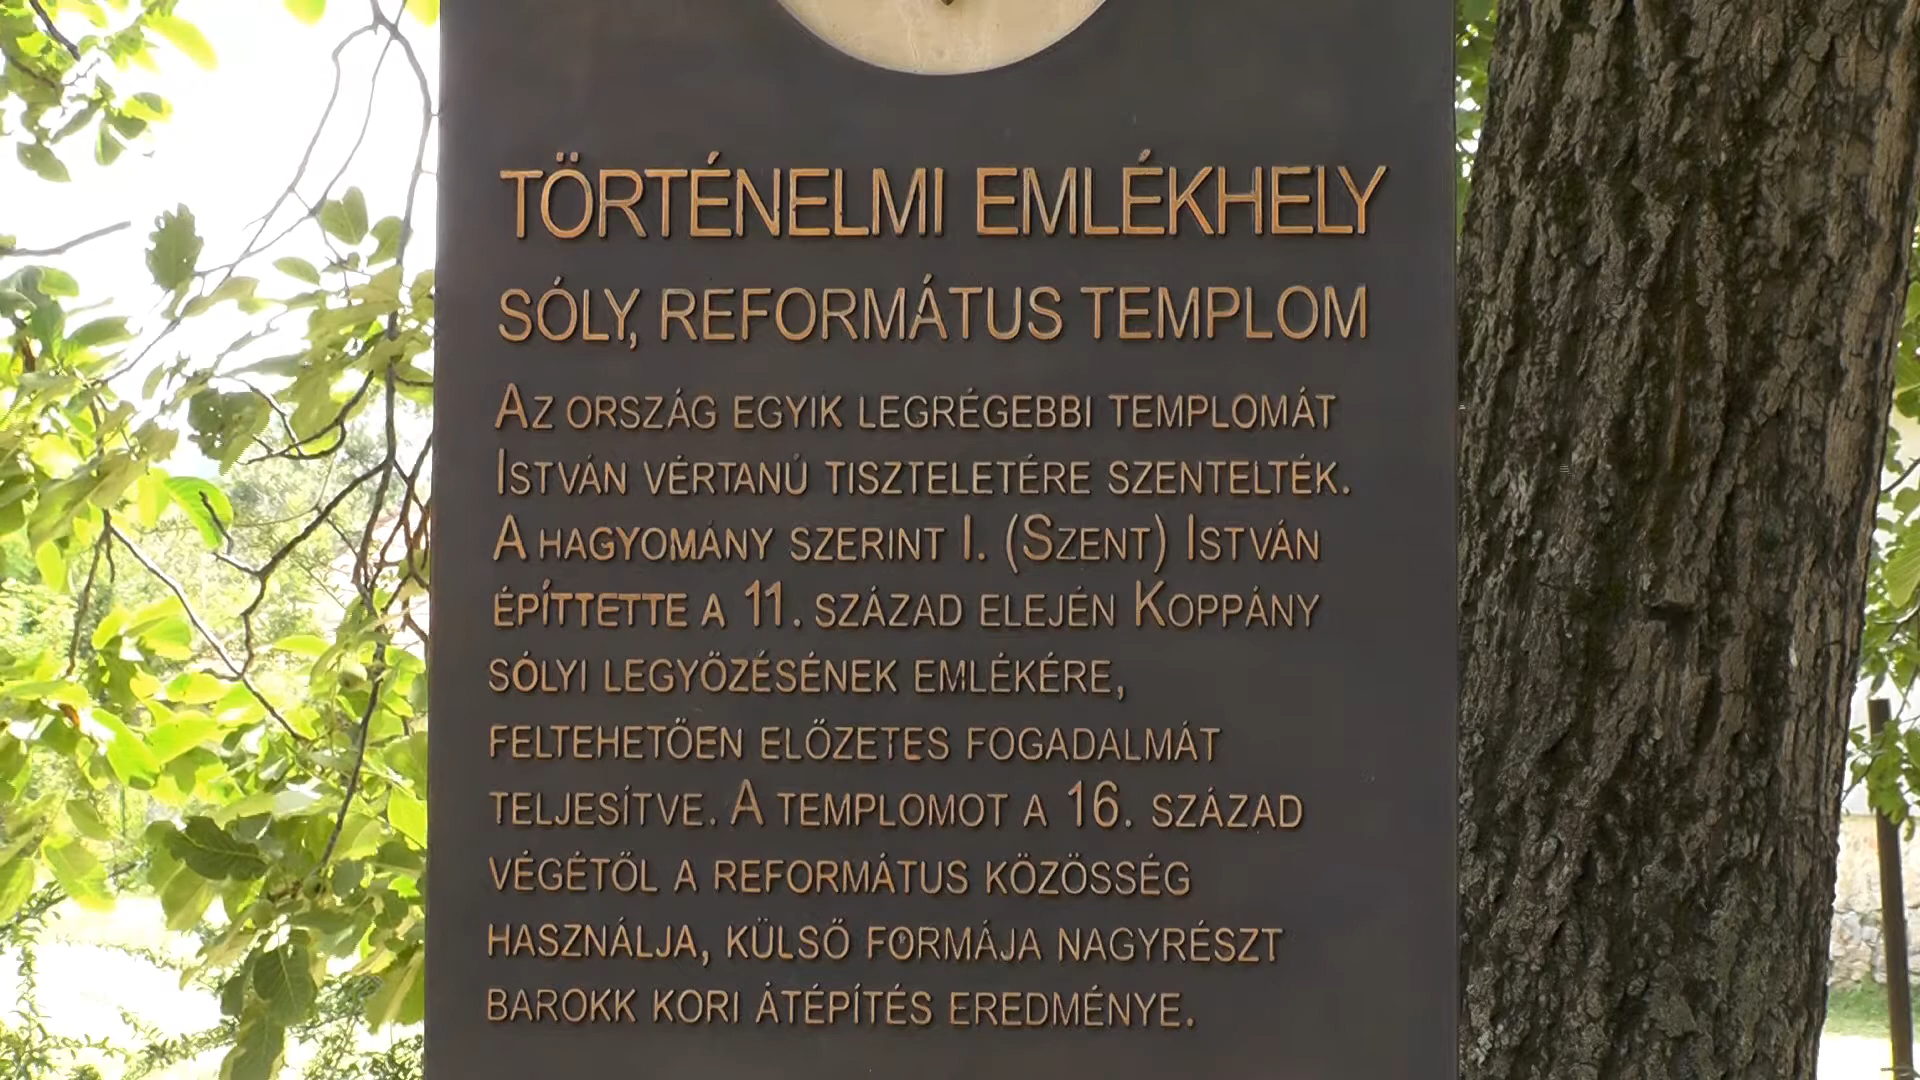 TÖRTÉNELMI EMLÉKHELY
SÓLY, REFORMÁTUS TEMPLOM
AZ ORSZÁG EGYIK LEGRÉGEBBI TEMPLOMÁT
ISTVÁN VÉRTANÚ TISZTELETÉRE SZENTELTÉK.
A HAGYOMÁNY SZERINT I. (SZENT) ISTVÁN
ÉPÍTTETTE A 11. SZÁZAD ELEJÉN KOPPÁNY
SÓLYI LEGYŐZÉSÉNEK EMLÉKÉRE,
FELTEHETŐEN ELŐZETES FOGADALMÁT
TELJESÍTVE. A TEMPLOMOT A 16. SZÁZAD
VÉGÉTŐL A REFORMÁTUS KÖZÖSSÉG
HASZNÁLJA, KÜLSŐ FORMÁJA NAGYRÉSZT
BAROKK KORI ÁTÉPÍTÉS EREDMÉNYE.